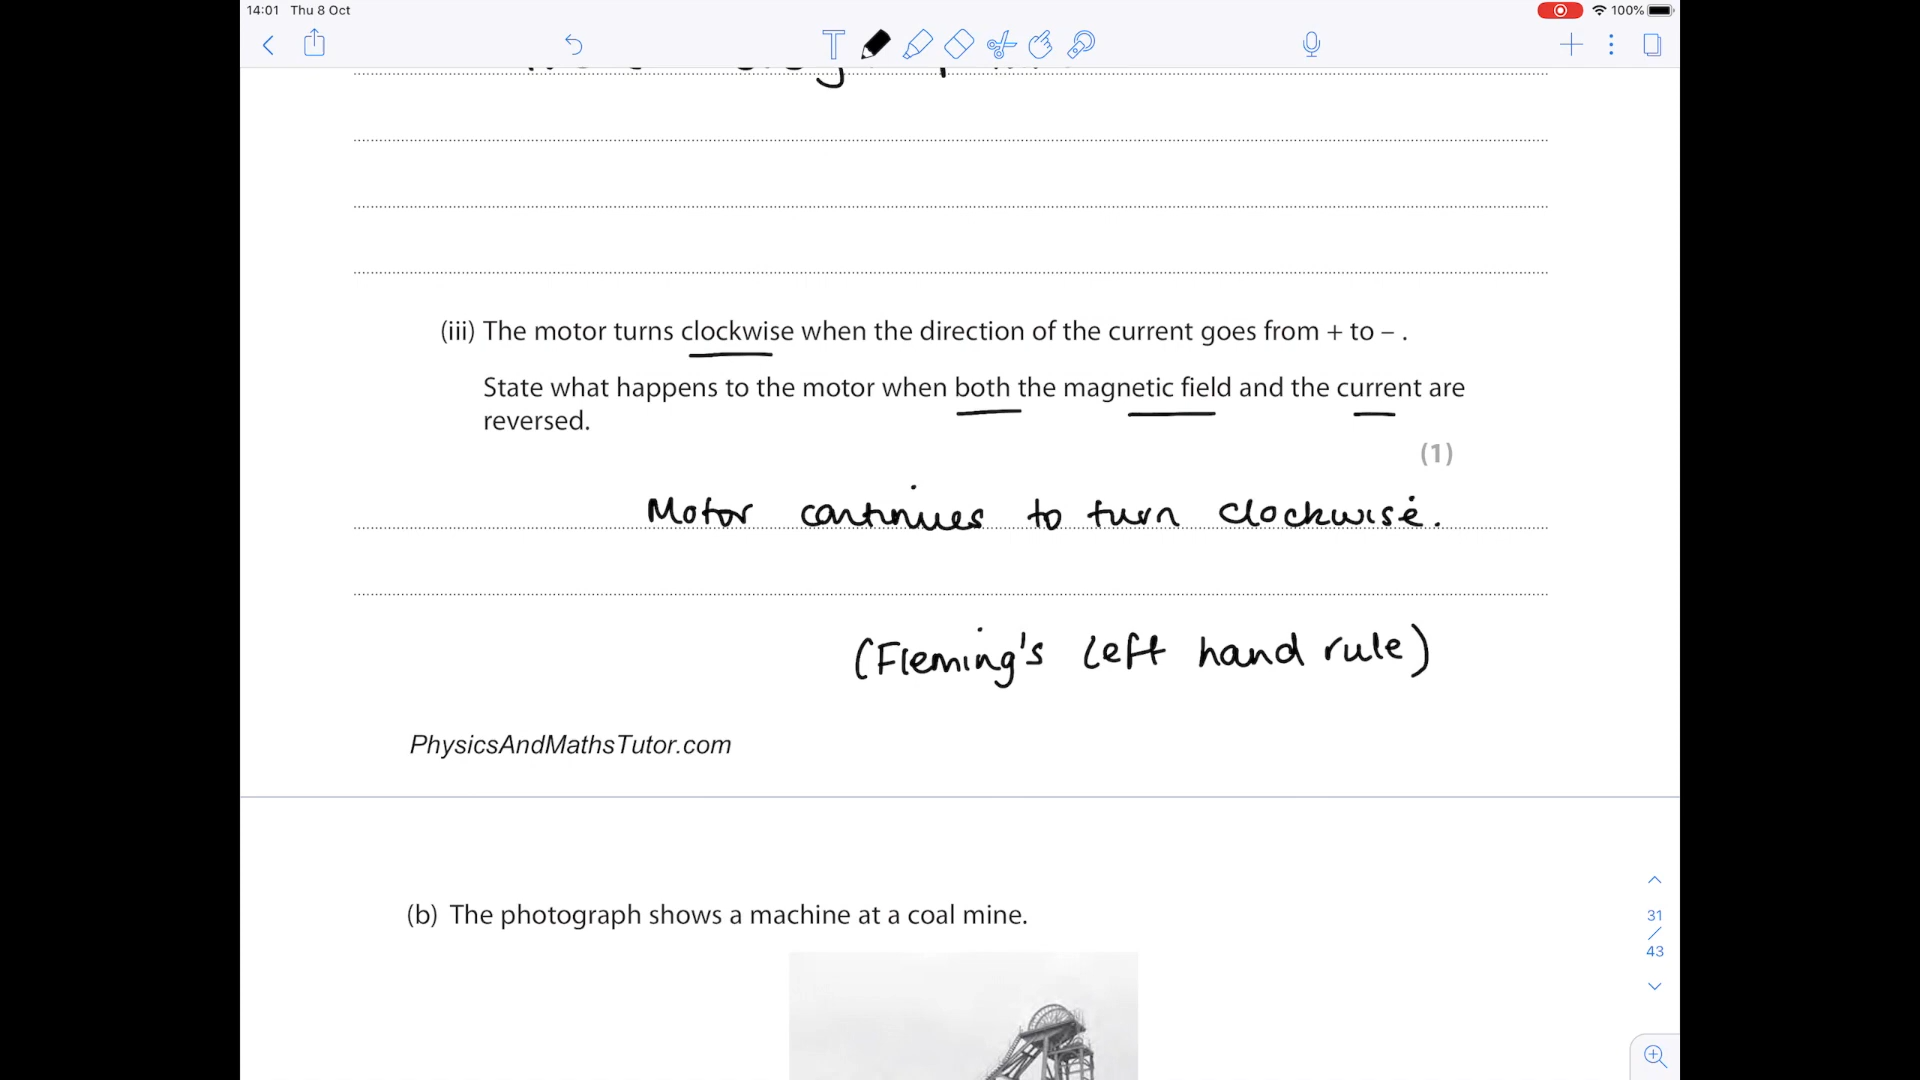 14:01 Thu 8 Oct
100%
(iii) The motor turns clockwise when the direction of the current goes from + to – .
State what happens to the motor when both the magnetic field and the current are
reversed.
(1)
Motor continues to turn clockwise.
(Fleming's left hand rule)
PhysicsAndMathsTutor.com
(b) The photograph shows a machine at a coal mine.
31
/
43